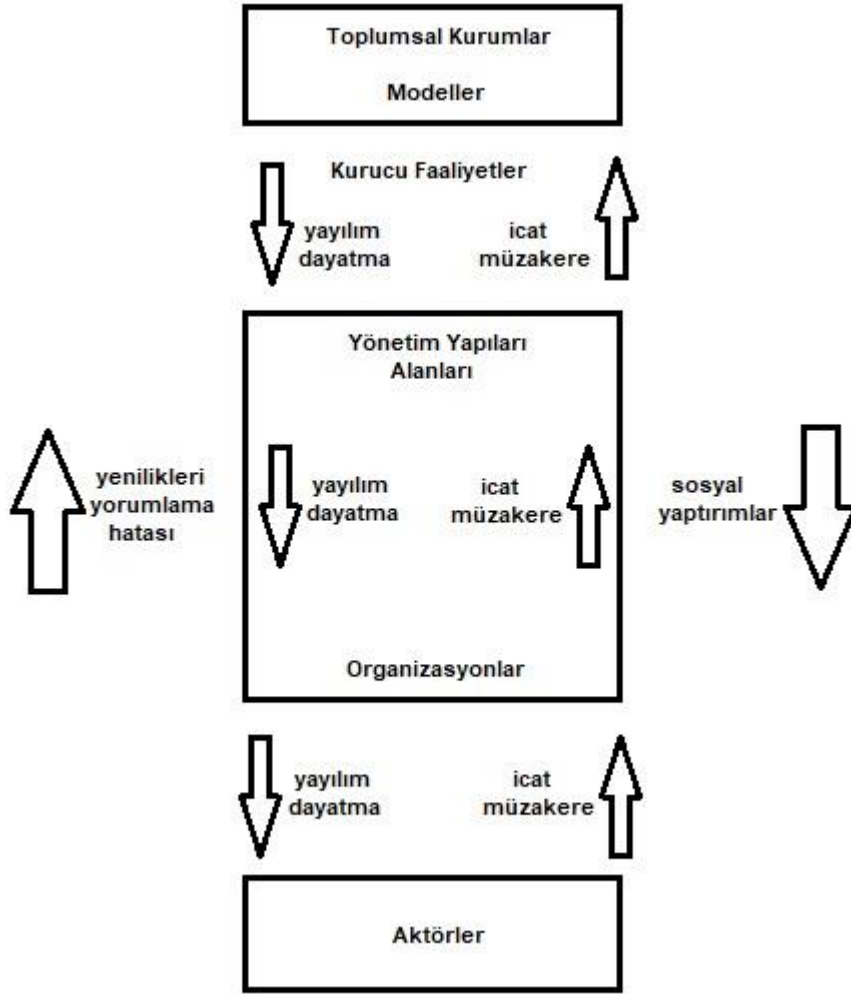 Toplumsal Kurumlar
Modeller
Kurucu Faaliyetler
yayılım
dayatma
icat
müzakere
Yönetim Yapıları
Alanları
yenilikleri
yorumlama
hatası
yayılım
dayatma
icat
müzakere
sosyal
yaptırımlar
Organizasyonlar
yayılım
dayatma
icat
müzakere
Aktörler